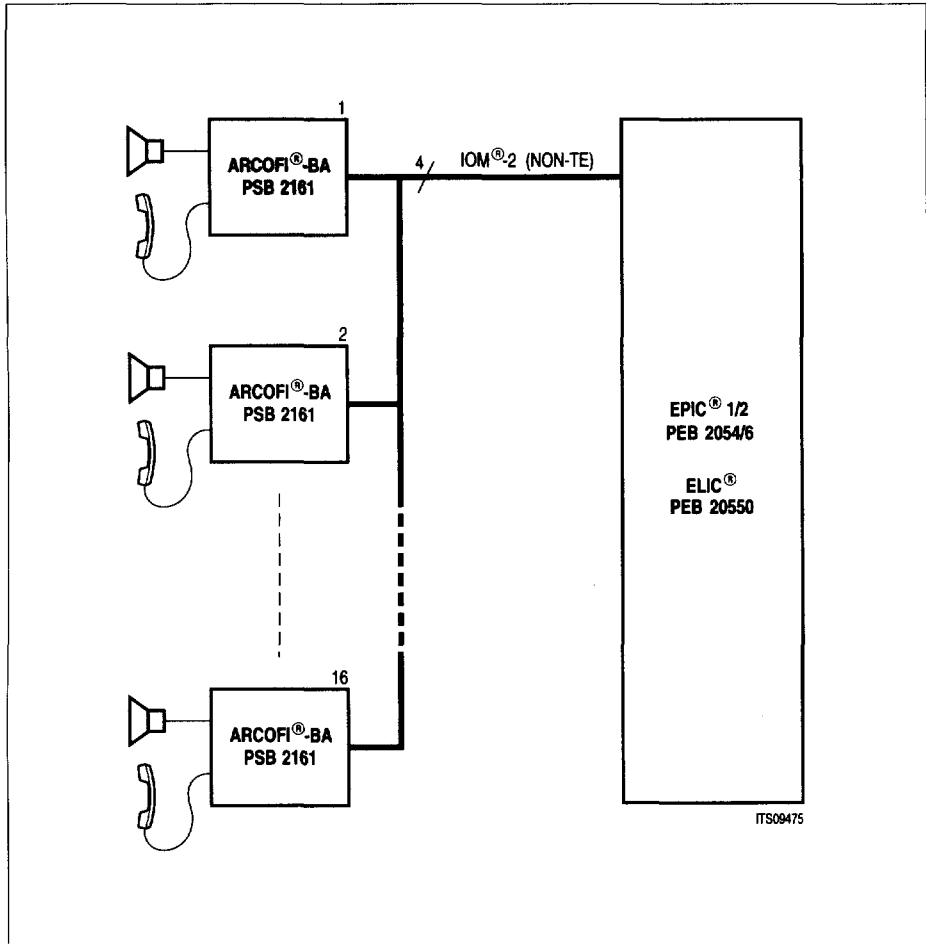 1
ARCOFI®-BA
PSB 2161
4
IOM®-2 (NON-TE)
2
ARCOFI®-BA
PSB 2161
EPIC® 1/2
PEB 2054/6
ELIC®
PEB 20550
16
ARCOFI®-BA
PSB 2161
ITS09475